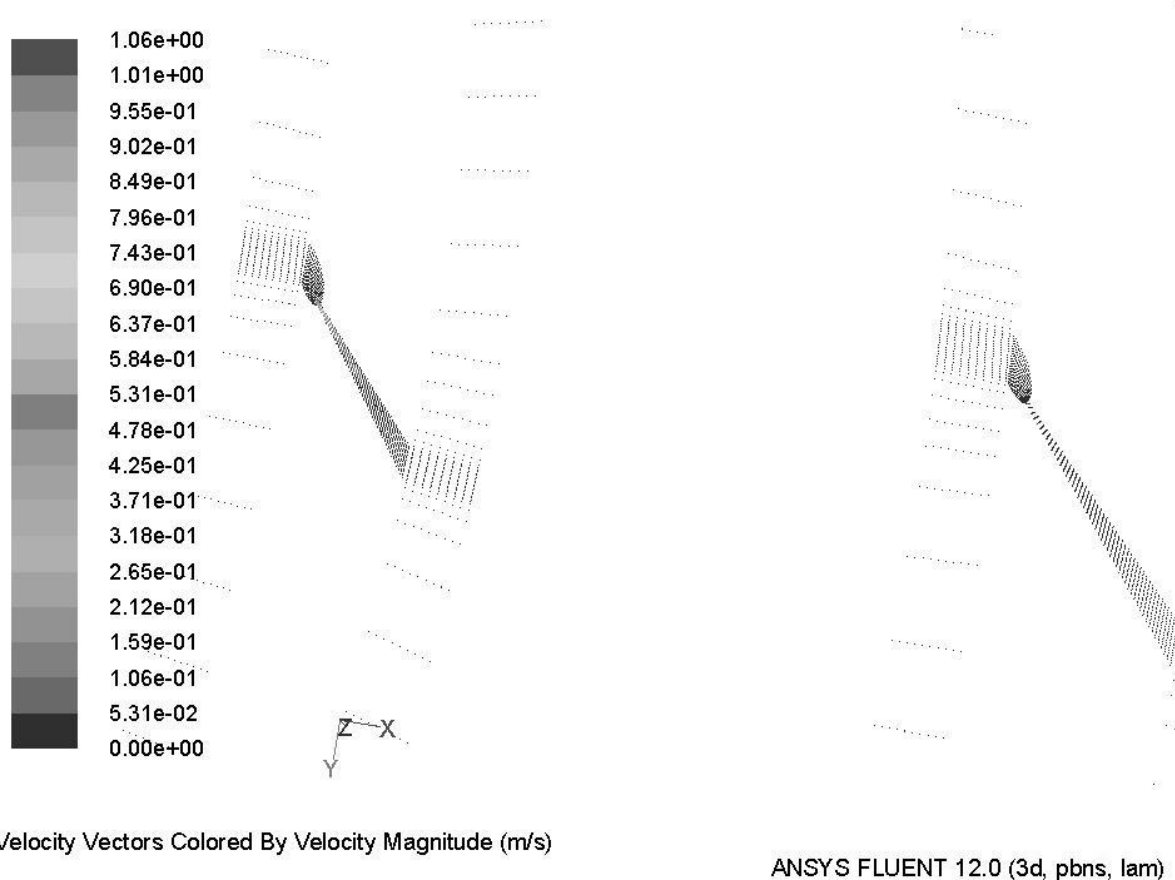 1.06e+00
1.01e+00
9.55e-01
9.02e-01
8.49e-01
7.96e-01
7.43e-01
6.90e-01
6.37e-01
5.84e-01
5.31e-01
4.78e-01
4.25e-01
3.71e-01
3.18e-01
2.65e-01
2.12e-01
1.59e-01
1.06e-01
5.31e-02
0.00e+00
Z X
Y
Velocity Vectors Colored By Velocity Magnitude (m/s)
ANSYS FLUENT 12.0 (3d, pbns, lam)